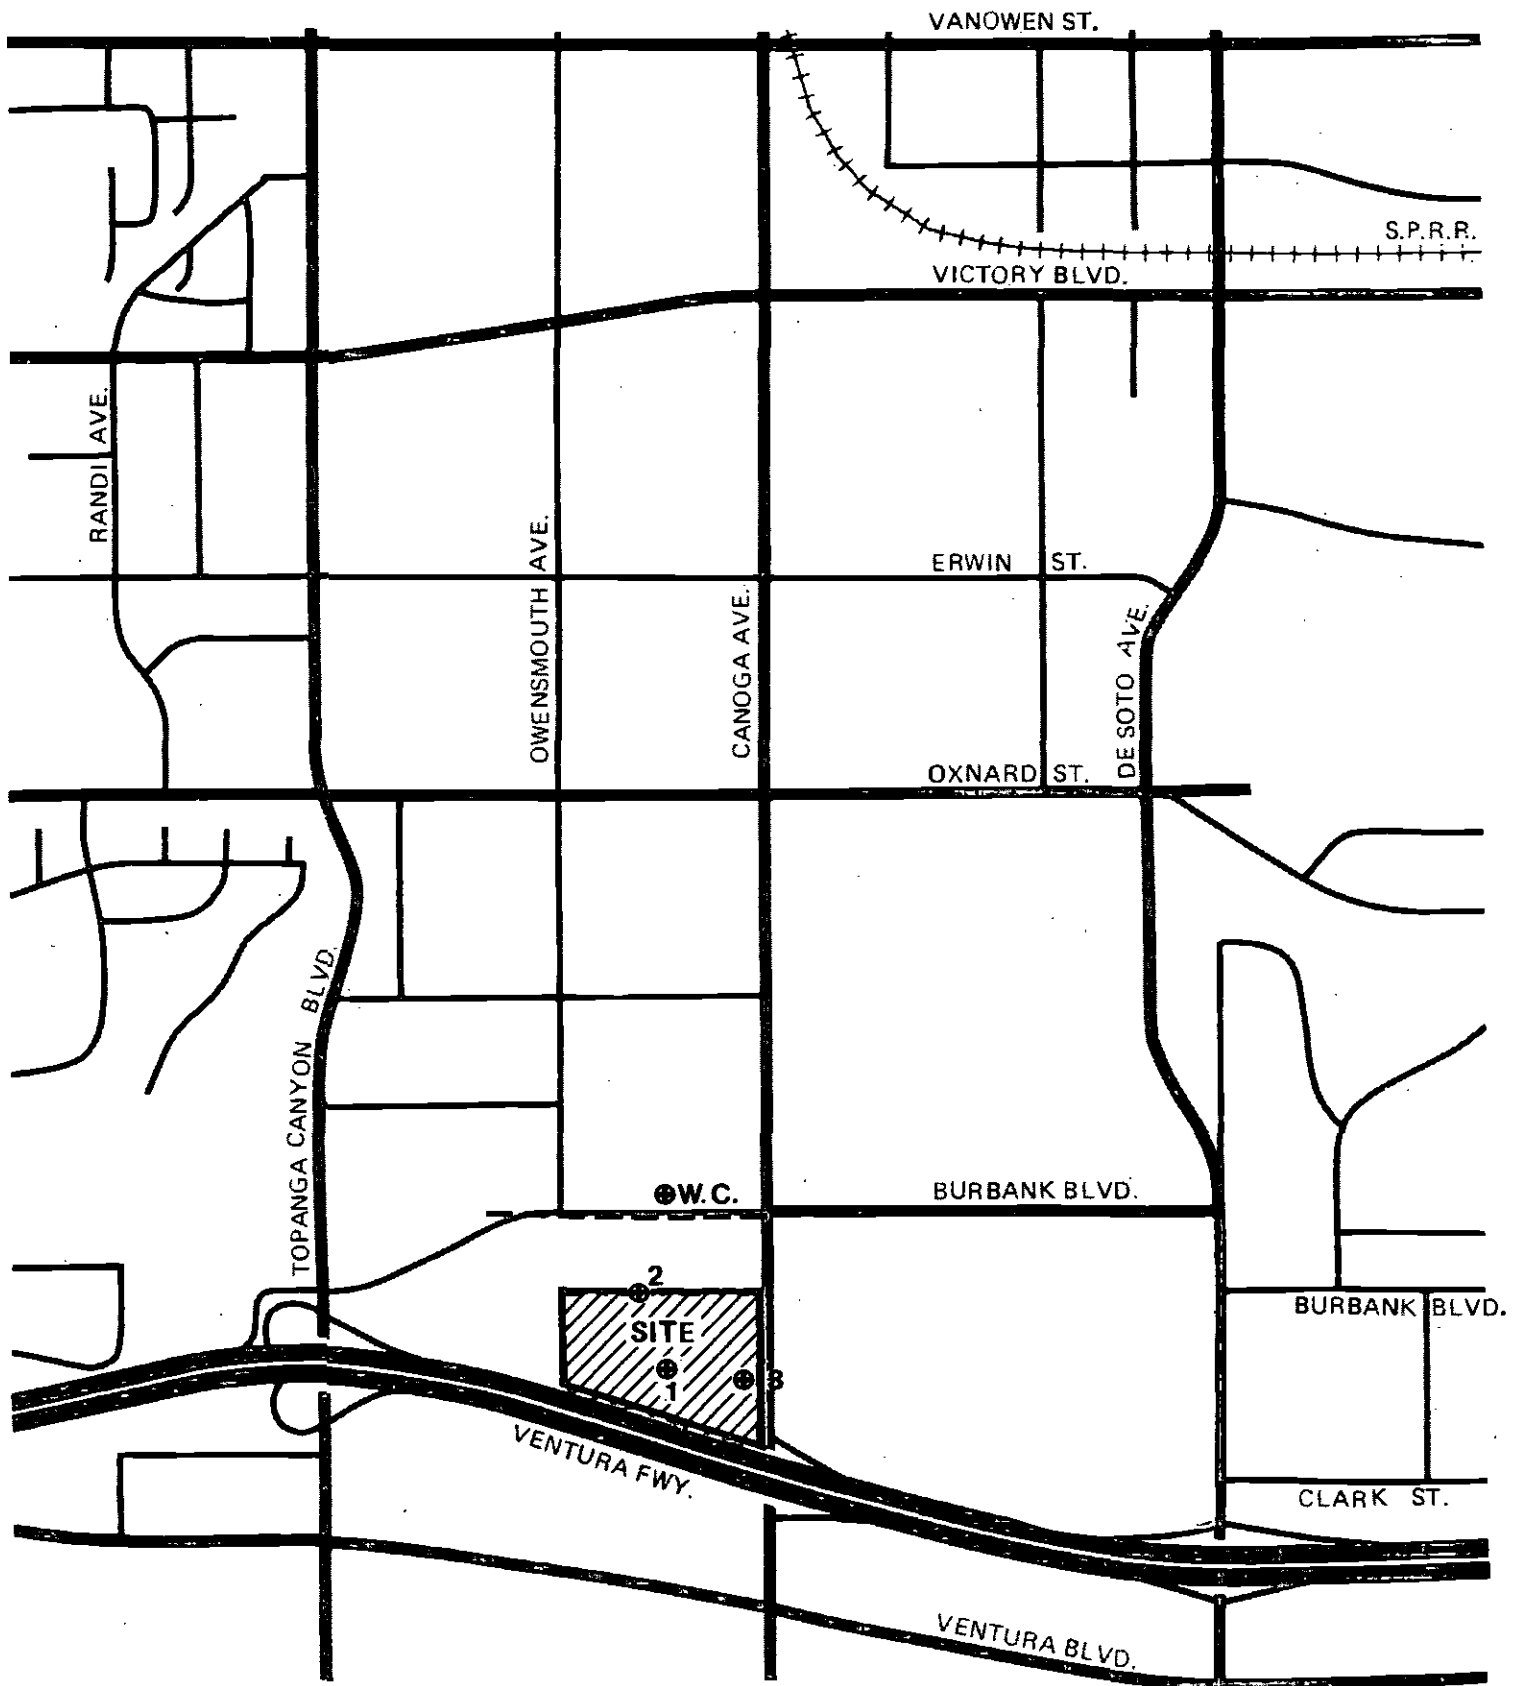 VANOWEN ST.
S.P.R.R.
VICTORY BLVD.
RANDI AVE.
OWENSMOUTH AVE.
CANOGA AVE.
ERWIN ST.
DE SOTO AVE.
OXNARD ST.
TOPANGA CANYON BLVD.
W.C.
BURBANK BLVD.
2
SITE
1
3
BURBANK BLVD.
VENTURA FWY.
CLARK ST.
VENTURA BLVD.